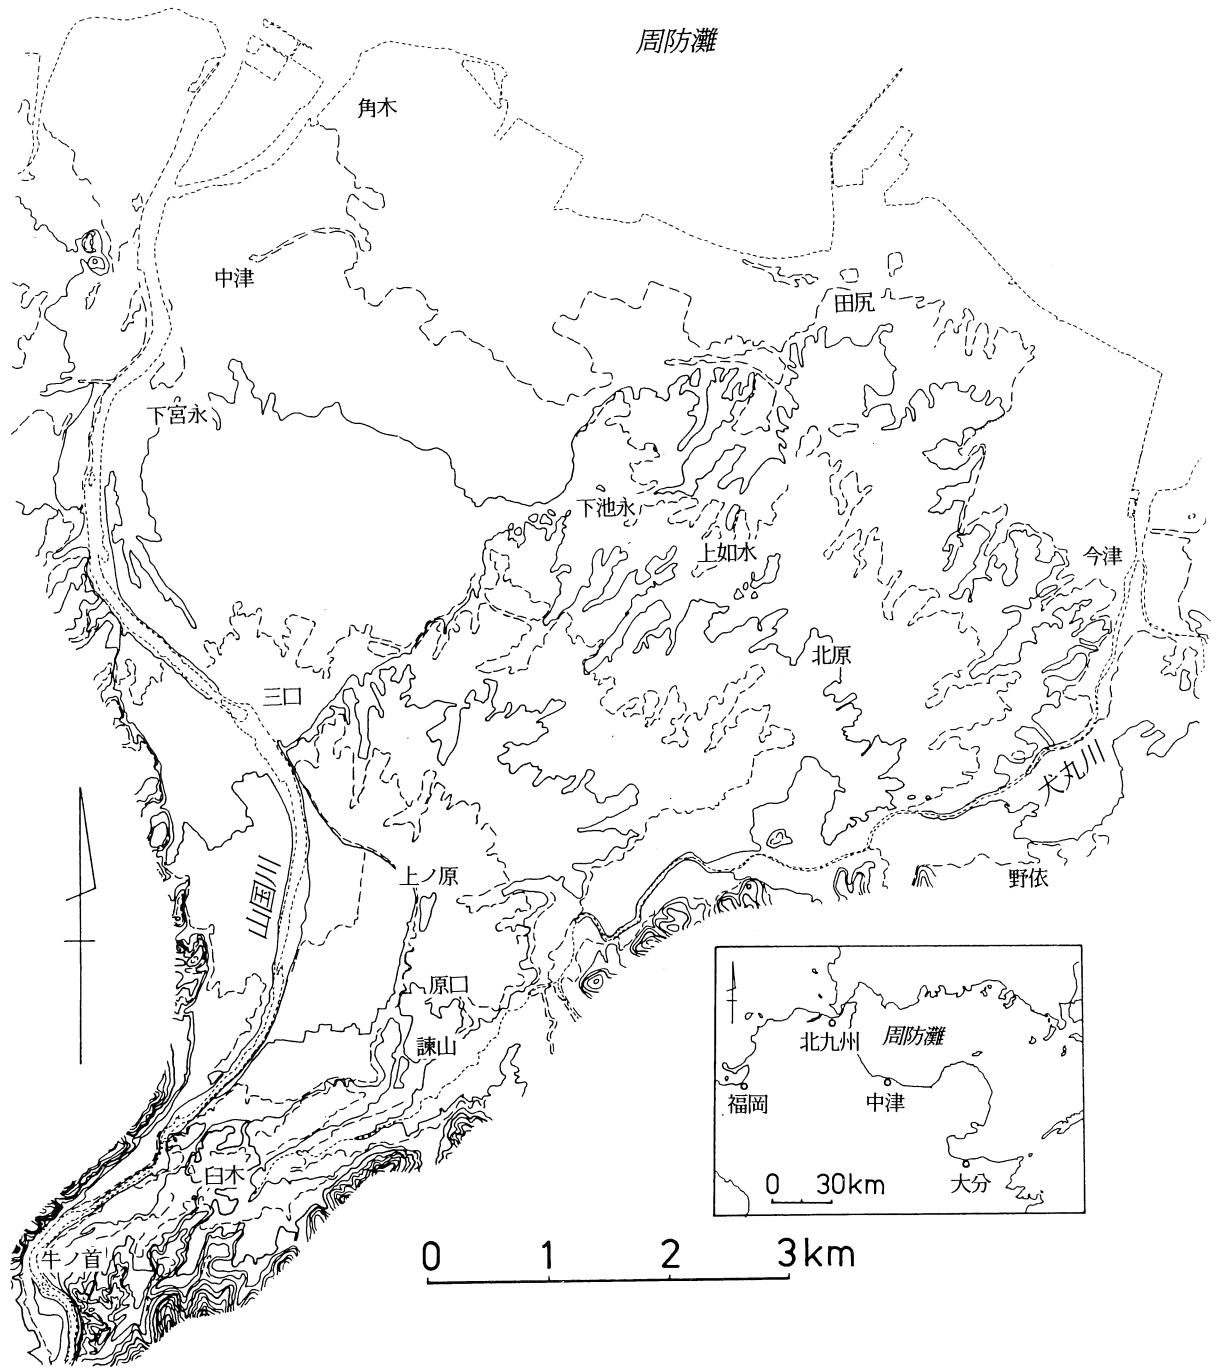 周防灘
角木
中津
田尻
下宮永
下池永
上如水
今津
北原
三口
犬丸川
上ノ原
野依
山国川
原口
諫山
臼木
牛ノ首
北九州
周防灘
福岡
中津
大分
0 30km
0 1 2 3km